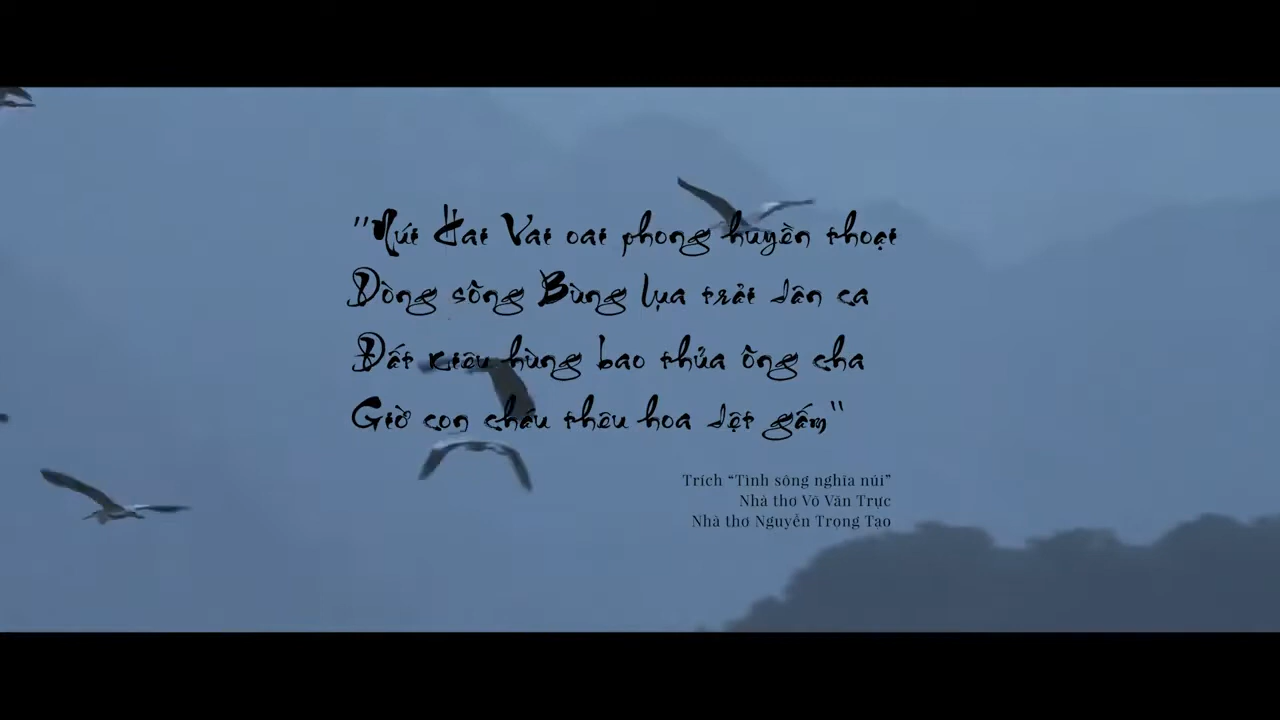 "Núi Hai Vai oai phong huyền thoại
Dòng sông Bùng lụa trải dân ca
Đất kiêu hùng bao thủa ông cha
Giờ con cháu thêu hoa dệt gấm"
Trích “Tình sông nghĩa núi”
Nhà thơ Võ Văn Trực
Nhà thơ Nguyễn Trọng Tạo